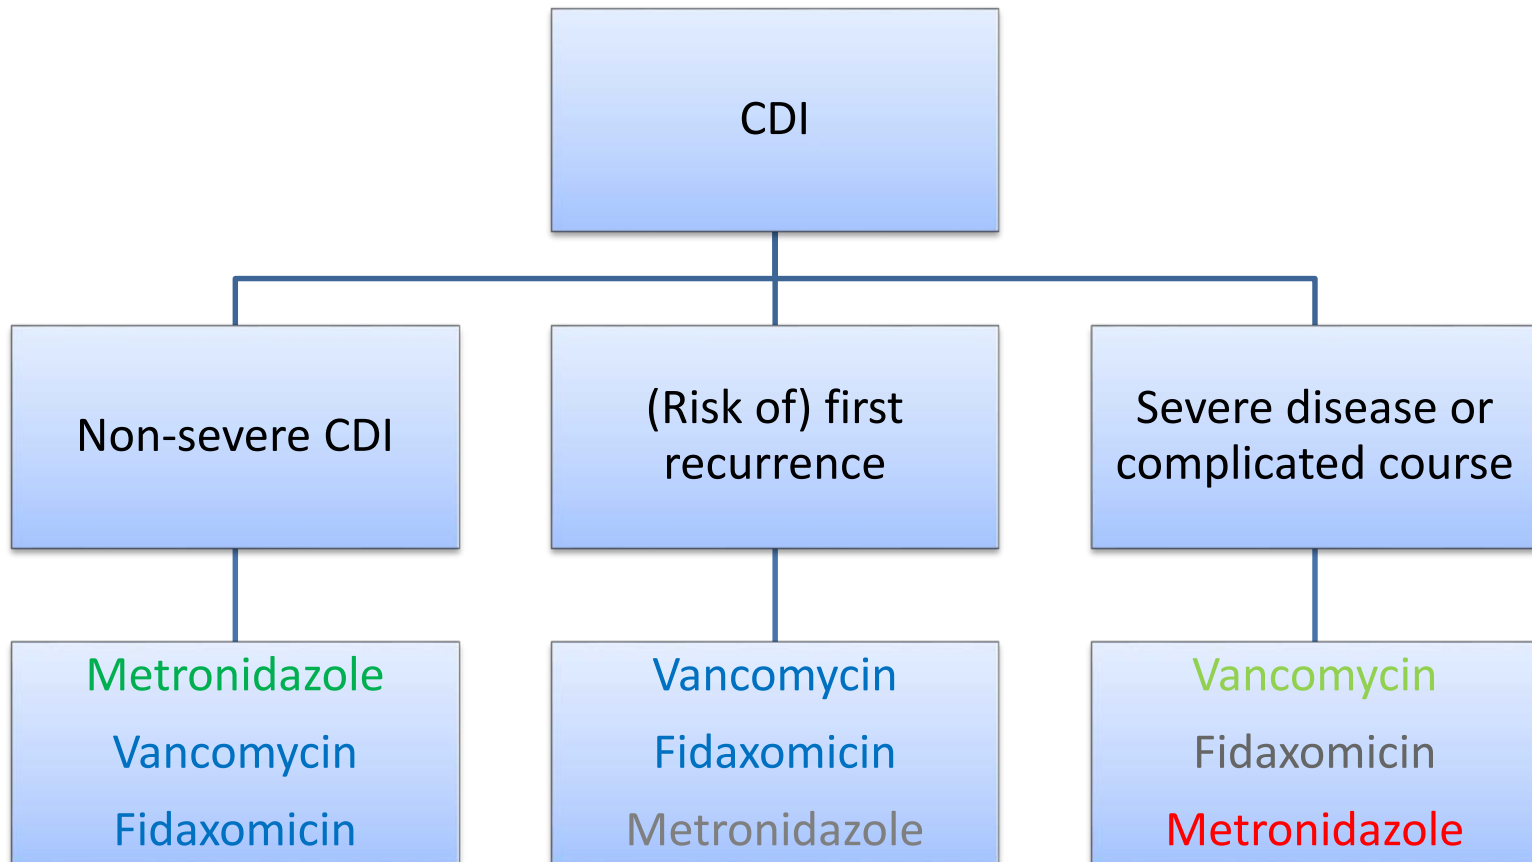 CDI
Non-severe CDI
(Risk of) first
recurrence
Severe disease or
complicated course
Metronidazole
Vancomycin
Fidaxomicin
Vancomycin
Fidaxomicin
Metronidazole
Vancomycin
Fidaxomicin
Metronidazole